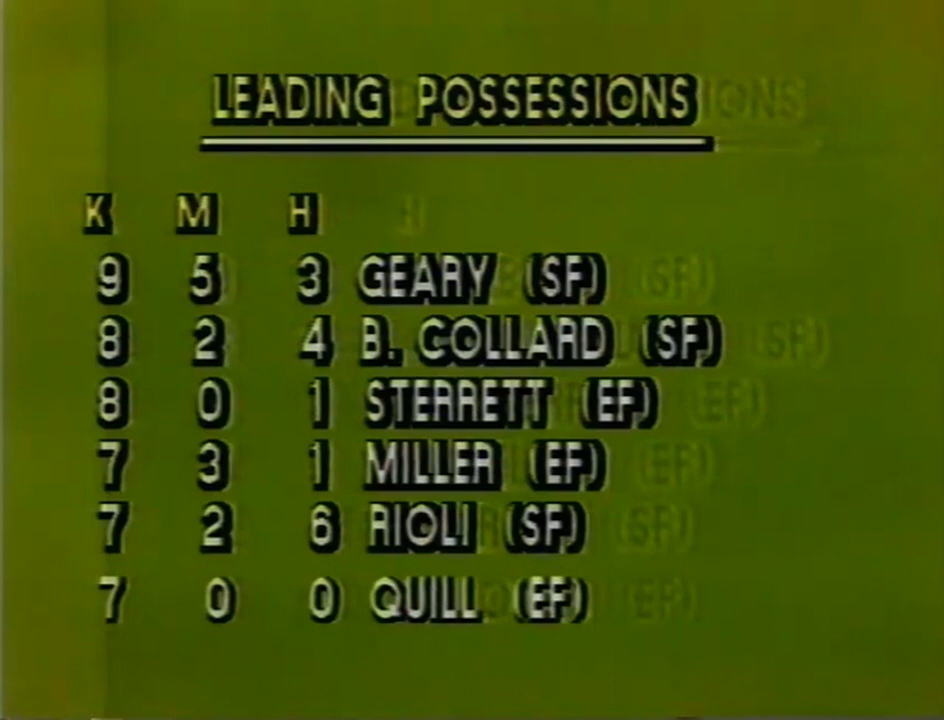 LEADING POSSESSIONS
K M H
9 5 3 GEARY (SF)
8 2 4 B. COLLARD (SF)
8 0 1 STERRETT (EF)
7 3 1 MILLER (EF)
7 2 6 RIOLI (SF)
7 0 0 QUILL (EF)